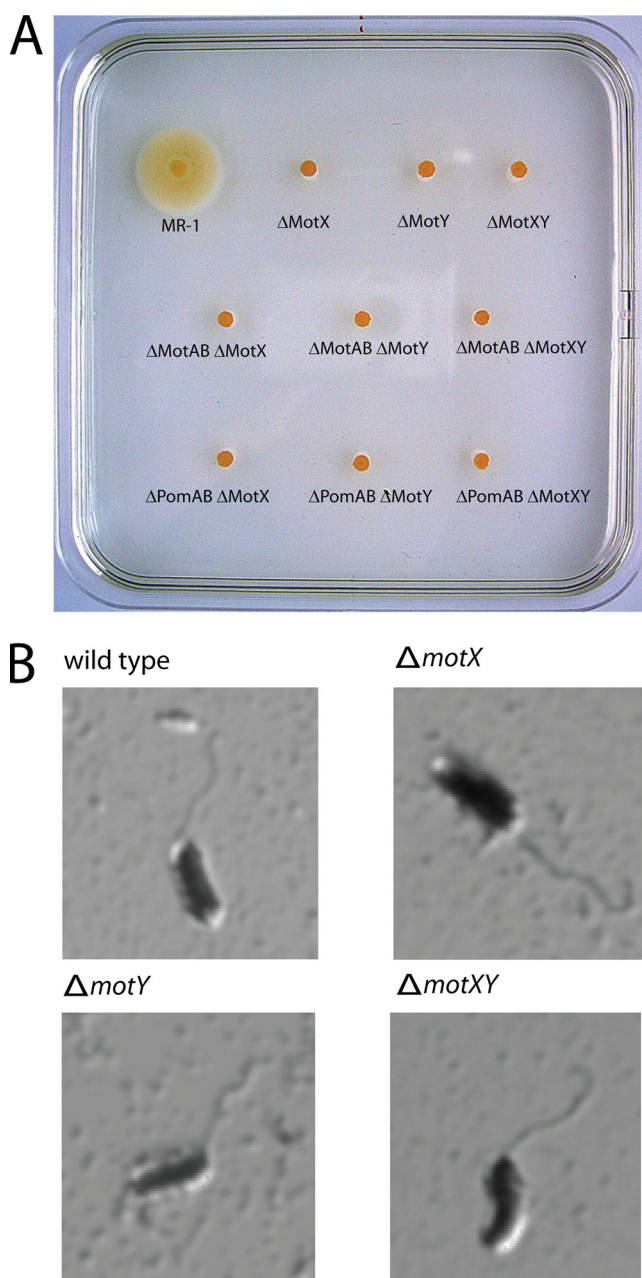 A
MR-1
ΔMotX
ΔMotY
ΔMotXY
ΔMotAB ΔMotX
ΔMotAB ΔMotY
ΔMotAB ΔMotXY
ΔPomAB ΔMotX
ΔPomAB ΔMotY
ΔPomAB ΔMotXY
B
wild type
ΔmotX
ΔmotY
ΔmotXY